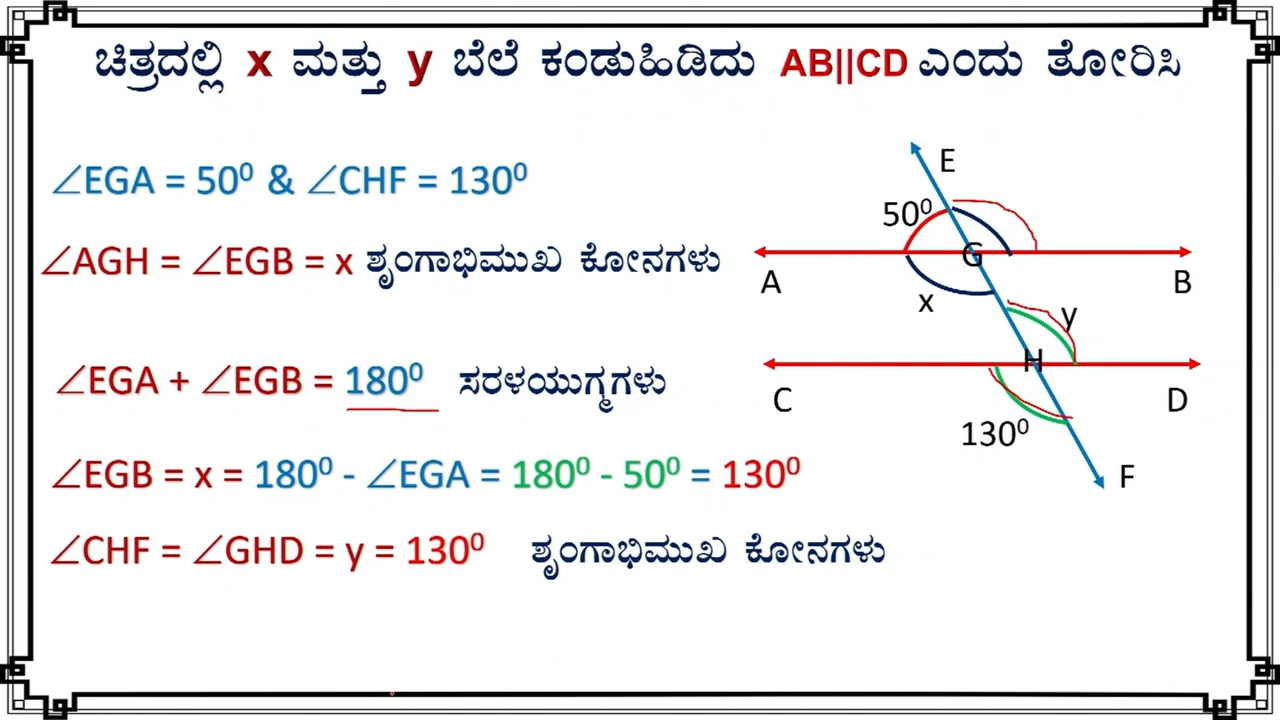 ಚಿತ್ರದಲ್ಲಿ x ಮತ್ತು y ಬೆಲೆ ಕಂಡುಹಿಡಿದು AB||CD ಎಂದು ತೋರಿಸಿ
∠EGA = 50⁰ & ∠CHF = 130⁰
∠AGH = ∠EGB = x ಶೃಂಗಾಭಿಮುಖ ಕೋನಗಳು
∠EGA + ∠EGB = 180⁰ ಸರಳಯುಗ್ಮಗಳು
∠EGB = x = 180⁰ - ∠EGA = 180⁰ - 50⁰ = 130⁰
∠CHF = ∠GHD = y = 130⁰ ಶೃಂಗಾಭಿಮುಖ ಕೋನಗಳು
E
50⁰
G
A B
x y
H
C D
130⁰
F